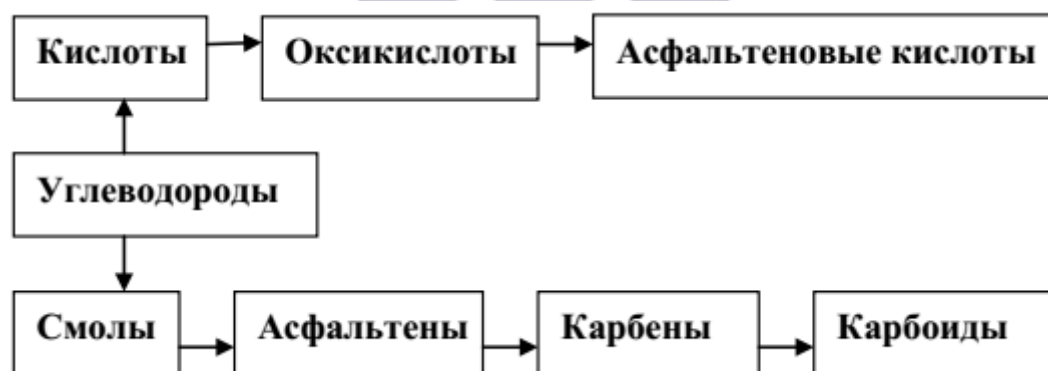 Кислоты Оксикислоты Асфальтеновые кислоты
Углеводороды
Смолы Асфальтены Карбены Карбоиды